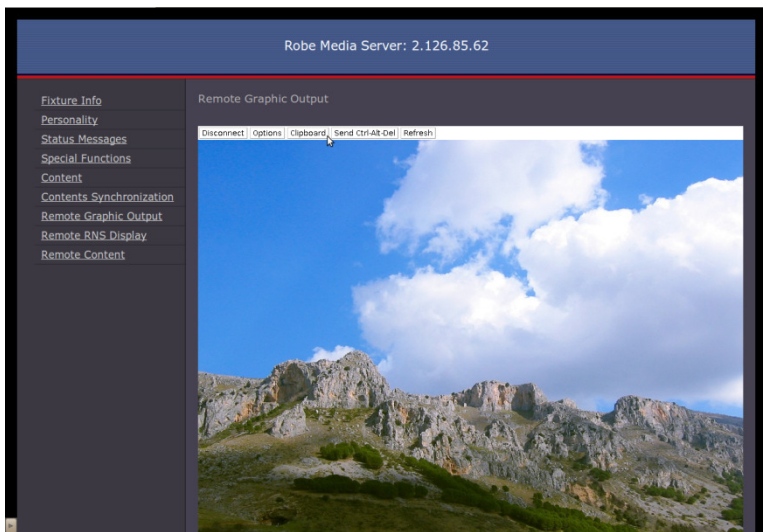 Robe Media Server: 2.126.85.62
Fixture Info
Personality
Status Messages
Special Functions
Content
Contents Synchronization
Remote Graphic Output
Remote RNS Display
Remote Content
Remote Graphic Output
Disconnect Options Clipboard Send Ctrl-Alt-Del Refresh